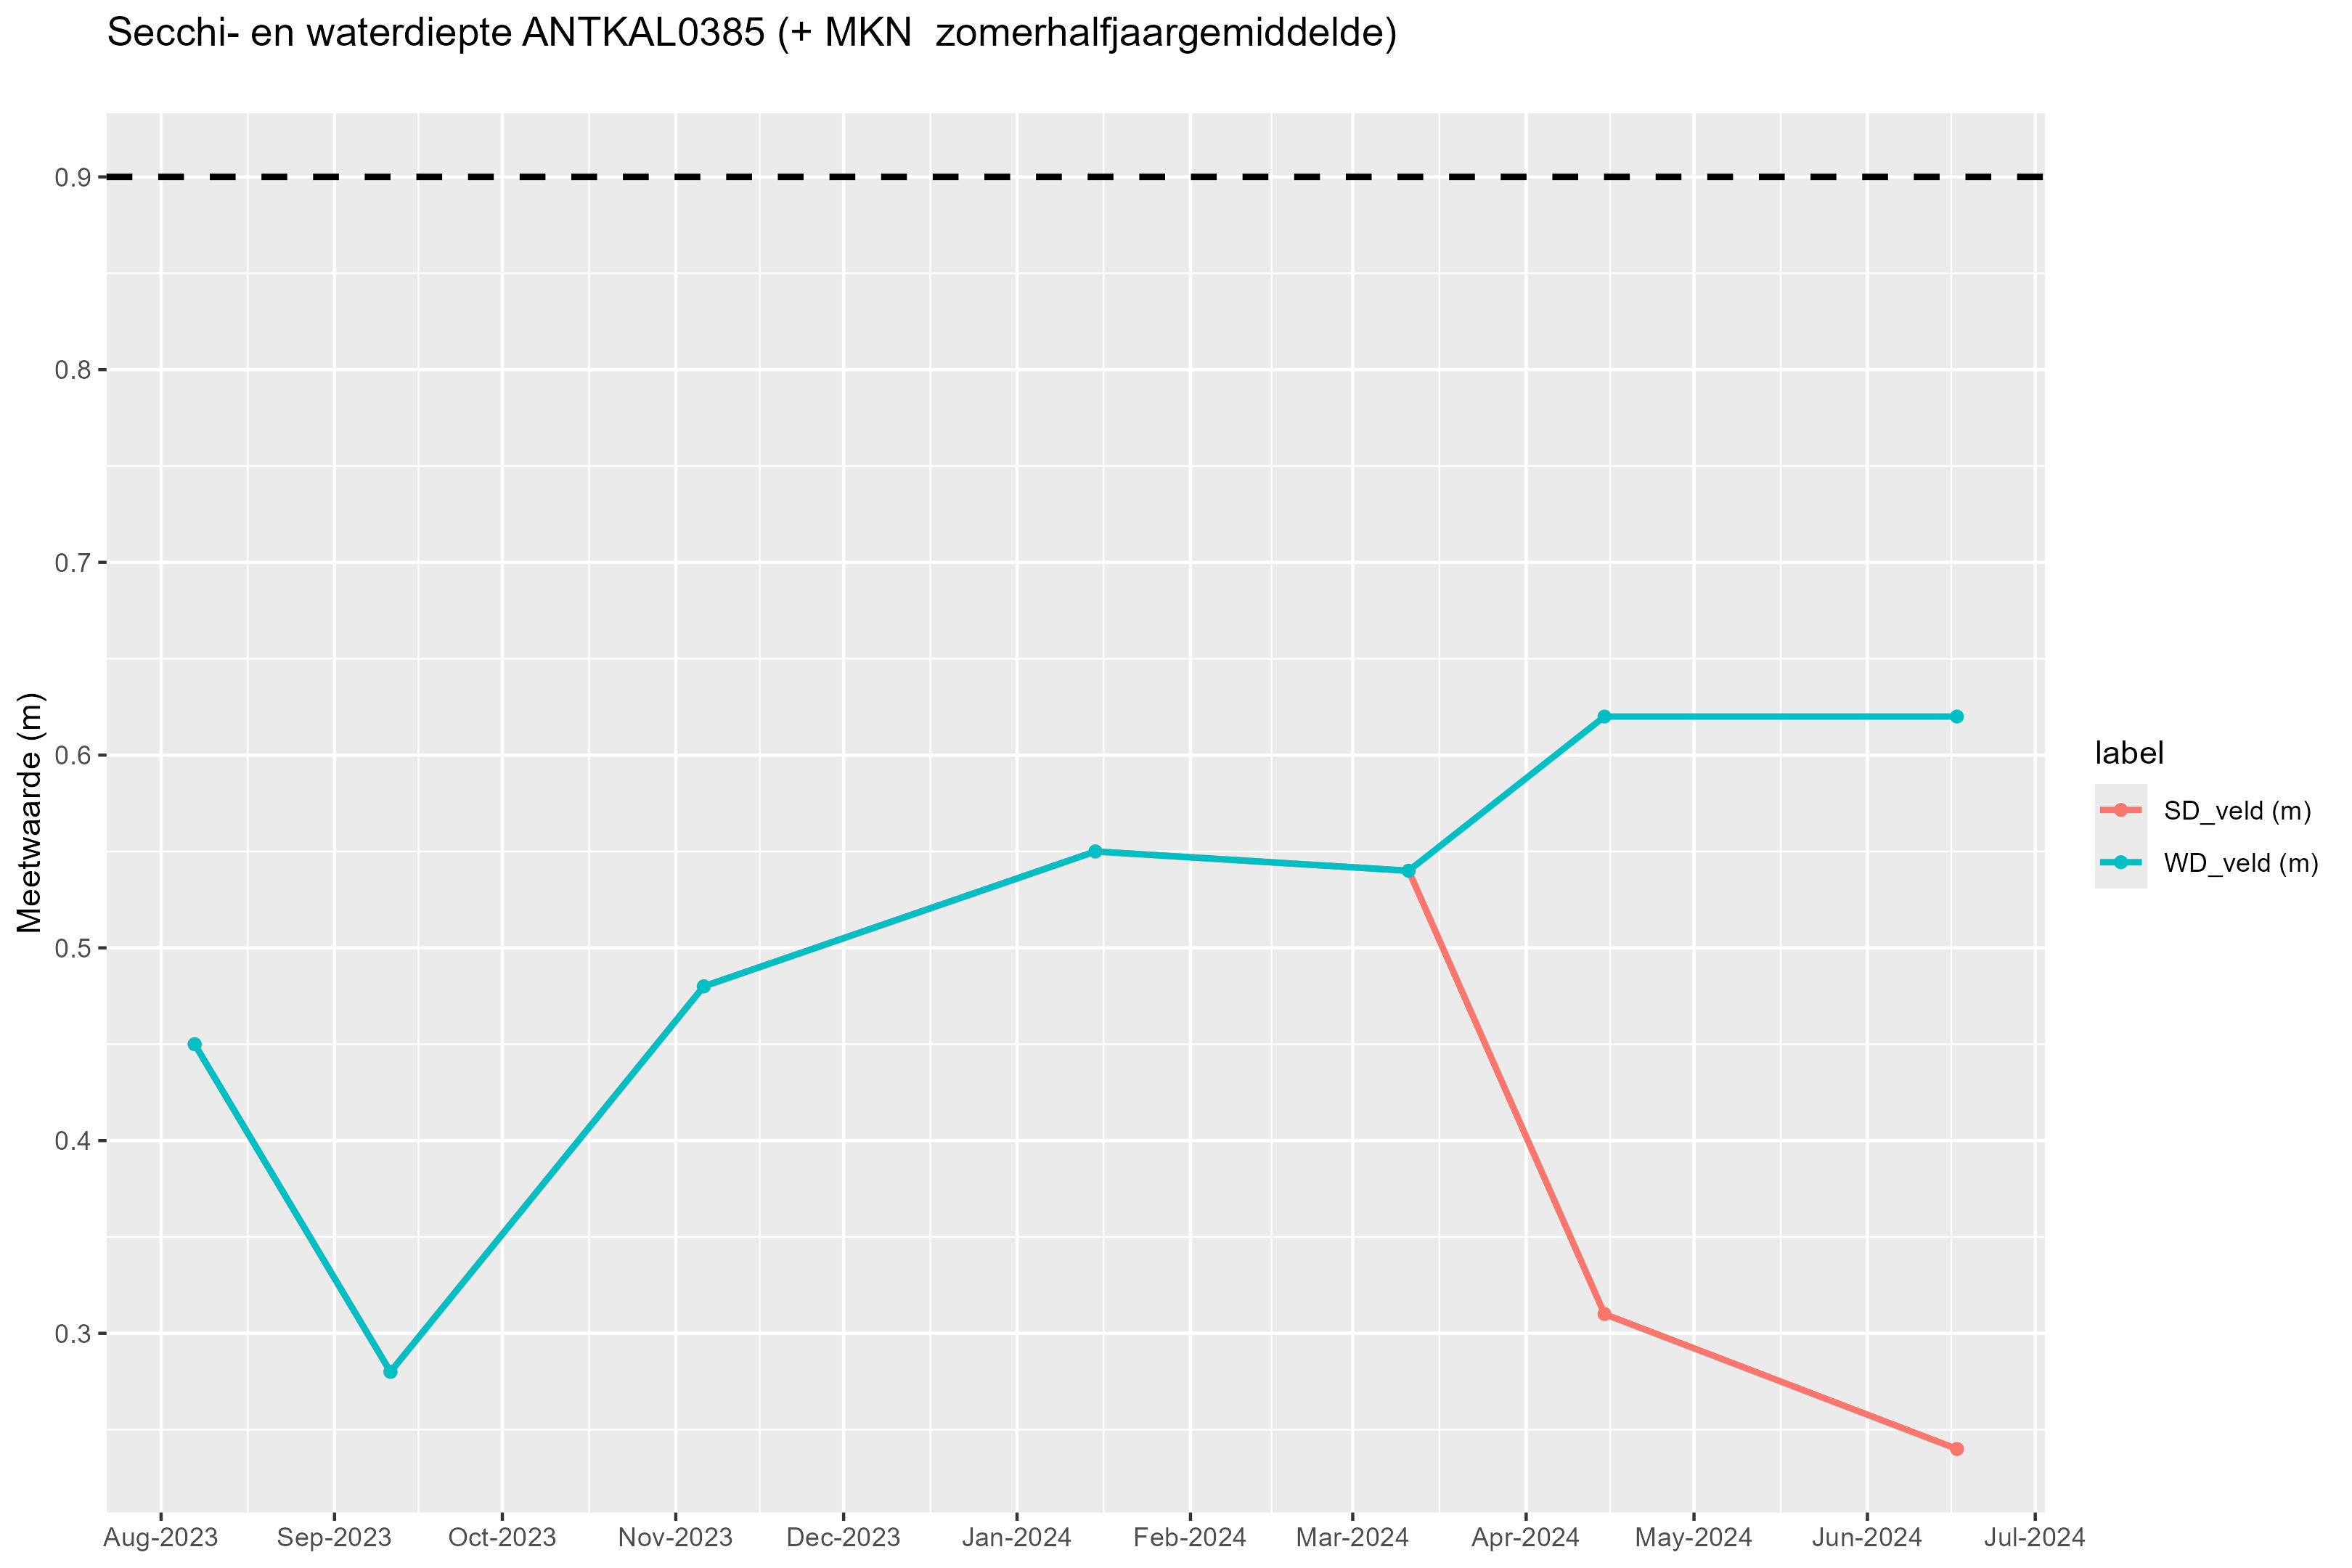 Secchi- en waterdiepte ANTKAL0385 (+ MKN  zomerhalfjaargemiddelde)
Meetwaarde (m)
0.9
0.8
0.7
0.6
0.5
0.4
0.3
Aug-2023
Sep-2023
Oct-2023
Nov-2023
Dec-2023
Jan-2024
Feb-2024
Mar-2024
Apr-2024
May-2024
Jun-2024
Jul-2024
label
SD_veld (m)
WD_veld (m)